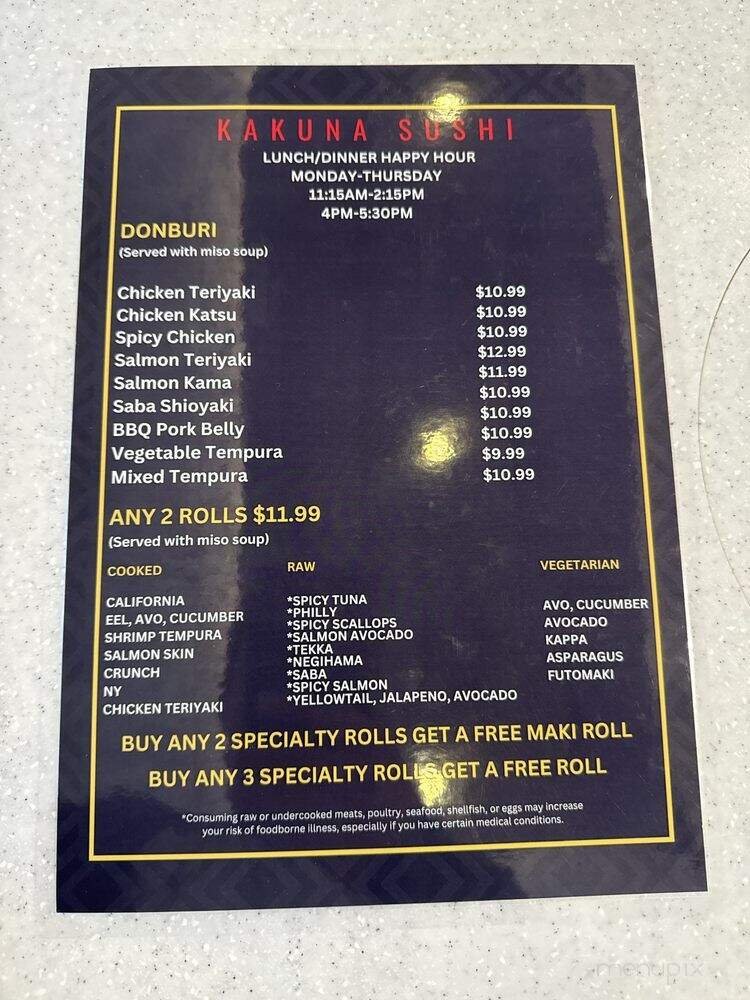 KAKUNA SUSHI
LUNCH/DINNER HAPPY HOUR
MONDAY-THURSDAY
11:15AM-2:15PM
4PM-5:30PM
DONBURI
(Served with miso soup)
Chicken Teriyaki
Chicken Katsu
Spicy Chicken
Salmon Teriyaki
Salmon Kama
Saba Shioyaki
BBQ Pork Belly
Vegetable Tempura
Mixed Tempura
$10.99
$10.99
$10.99
$12.99
$11.99
$10.99
$10.99
$10.99
$9.99
$10.99
ANY 2 ROLLS $11.99
(Served with miso soup)
COOKED
CALIFORNIA
EEL, AVO, CUCUMBER
SHRIMP TEMPURA
SALMON SKIN
CRUNCH
NY
CHICKEN TERIYAKI
RAW
*SPICY TUNA
*PHILLY
*SPICY SCALLOPS
*SALMON AVOCADO
*TEKKA
*NEGIHAMA
*SABA
*SPICY SALMON
*YELLOWTAIL, JALAPENO, AVOCADO
VEGETARIAN
AVO, CUCUMBER
AVOCADO
KAPPA
ASPARAGUS
FUTOMAKI
BUY ANY 2 SPECIALTY ROLLS GET A FREE MAKI ROLL
BUY ANY 3 SPECIALTY ROLLS GET A FREE ROLL
*Consuming raw or undercooked meats, poultry, seafood, shellfish, or eggs may increase
your risk of foodborne illness, especially if you have certain medical conditions.
menupix